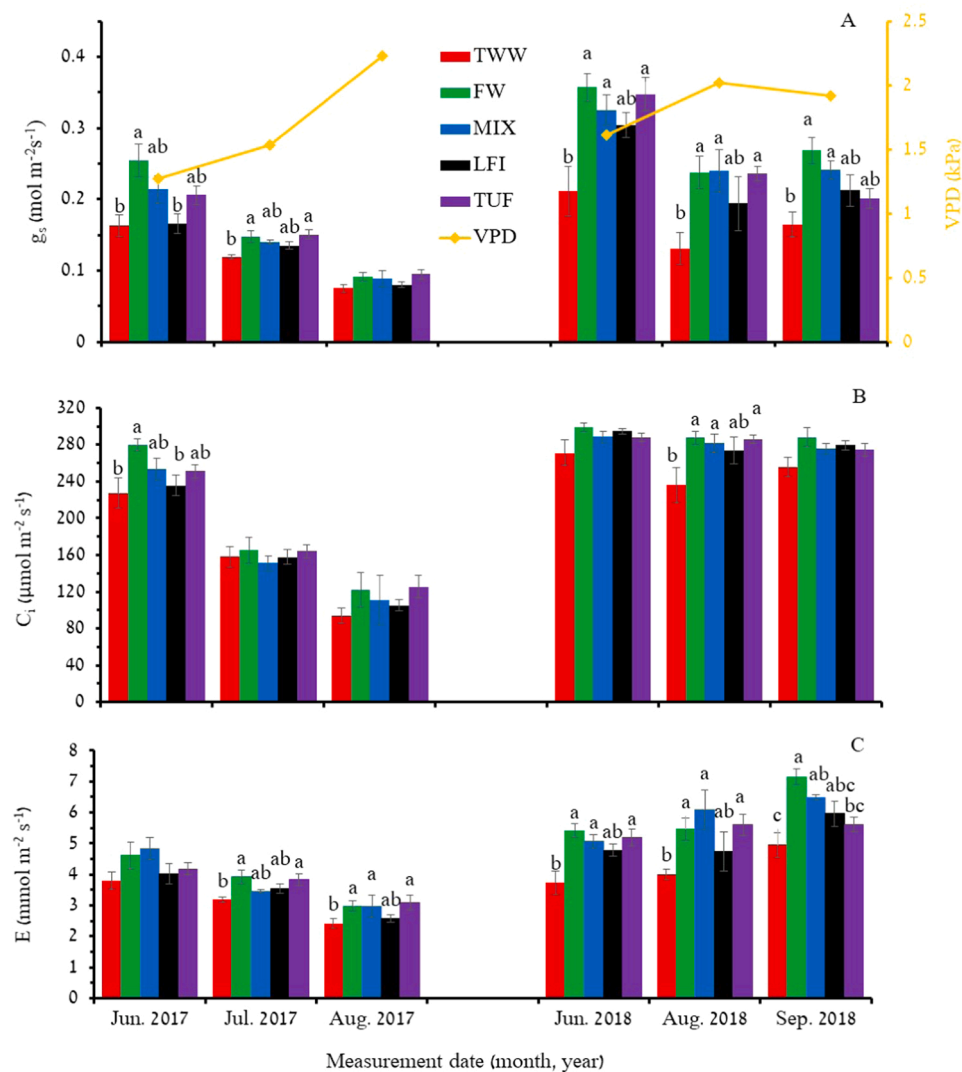 A
2.5
0.4
TWW
a
a
2
FW
a
ab
MIX
0.3
a
a
LFI
1.5
a
a
ab
a
ab
ab
TUF
b
a
ab
ab
0.2
b
b
VPD
1
b
a
ab
ab
a
b
b
0.1
0.5
0
0
gs (mol m-2s-1)
VPD (kPa)
320
B
a
a
ab
a
280
a
ab
b
ab
b
b
240
200
160
120
80
40
0
Ci (µmol m-2 s-1)
8
C
a
ab
7
a
abc
6
a
a
ab
a
bc
a
ab
a
c
5
b
b
4
a
ab
ab
a
b
3
a
a
ab
a
b
2
1
0
E (mmol m-2 s-1)
Jun. 2017 Jul. 2017 Aug. 2017 Jun. 2018 Aug. 2018 Sep. 2018
Measurement date (month, year)